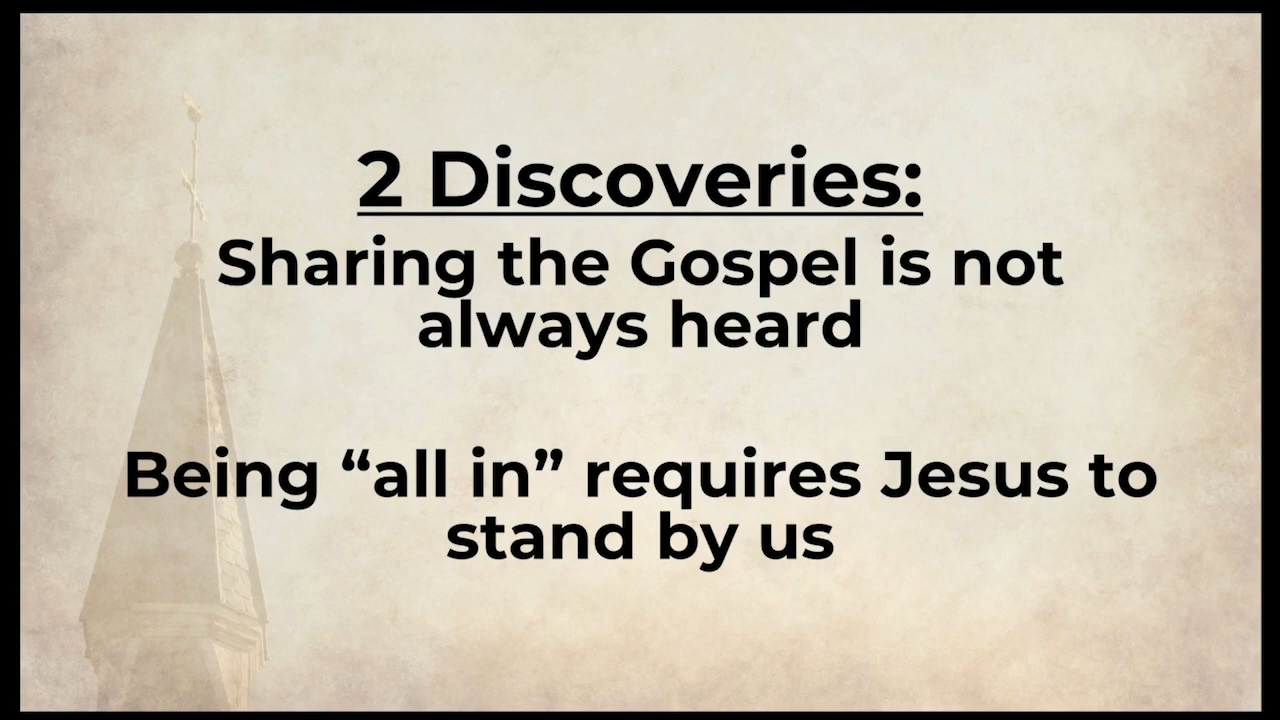 2 Discoveries:
Sharing the Gospel is not
always heard
Being “all in” requires Jesus to
stand by us